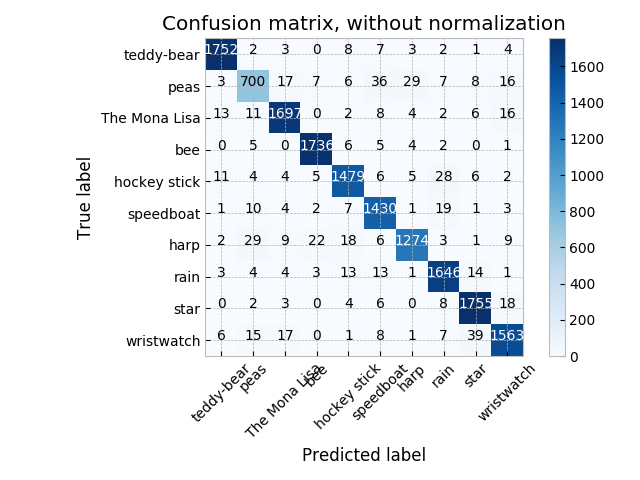 Confusion matrix, without normalization
teddy-bear 1752 2 3 0 8 7 3 2 1 4
peas 3 700 17 7 6 36 29 7 8 16
The Mona Lisa 13 11 1697 0 2 8 4 2 6 16
bee 0 5 0 1736 6 5 4 2 0 1
hockey stick 11 4 4 5 1479 6 5 28 6 2
speedboat 1 10 4 2 7 1430 1 19 1 3
harp 2 29 9 22 18 6 1274 3 1 9
rain 3 4 4 3 13 13 1 1646 14 1
star 0 2 3 0 4 6 0 8 1755 18
wristwatch 6 15 17 0 1 8 1 7 39 1563
True label
teddy-bear
peas
The Mona Lisa
bee
hockey stick
speedboat
harp
rain
star
wristwatch
Predicted label
1600
1400
1200
1000
800
600
400
200
0